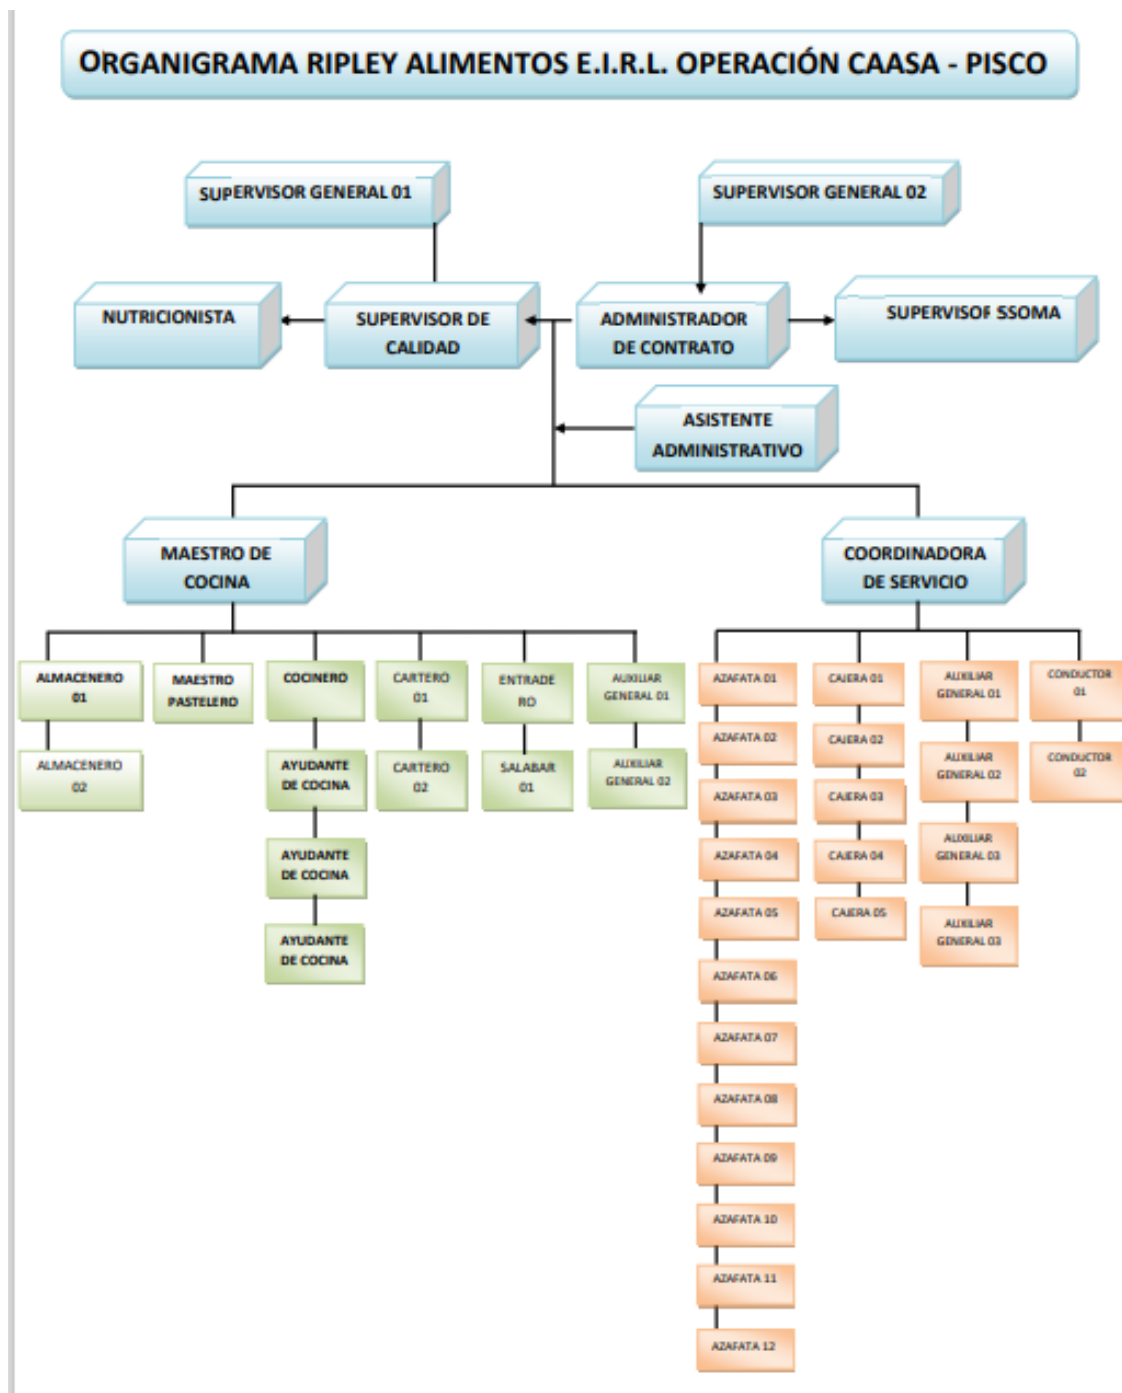 ORGANIGRAMA RIPLEY ALIMENTOS E.I.R.L. OPERACIÓN CAASA - PISCO
SUPERVISOR GENERAL 01
SUPERVISOR GENERAL 02
NUTRICIONISTA
SUPERVISOR DE
CALIDAD
ADMINISTRADOR
DE CONTRATO
SUPERVISOR SSOMA
ASISTENTE
ADMINISTRATIVO
MAESTRO DE
COCINA
COORDINADORA
DE SERVICIO
ALMACENERO
01
ALMACENERO
02
MAESTRO
PASTELERO
COCINERO
AYUDANTE
DE COCINA
AYUDANTE
DE COCINA
AYUDANTE
DE COCINA
CARTERO
01
CARTERO
02
ENTRADE
RO
SALABAR
01
AUXILIAR
GENERAL 01
AUXILIAR
GENERAL 02
AZAFATA 01
AZAFATA 02
AZAFATA 03
AZAFATA 04
AZAFATA 05
AZAFATA 06
AZAFATA 07
AZAFATA 08
AZAFATA 09
AZAFATA 10
AZAFATA 11
AZAFATA 12
CAJERA 01
CAJERA 02
CAJERA 03
CAJERA 04
CAJERA 05
AUXILIAR
GENERAL 01
AUXILIAR
GENERAL 02
AUXILIAR
GENERAL 03
AUXILIAR
GENERAL 03
CONDUCTOR
01
CONDUCTOR
02